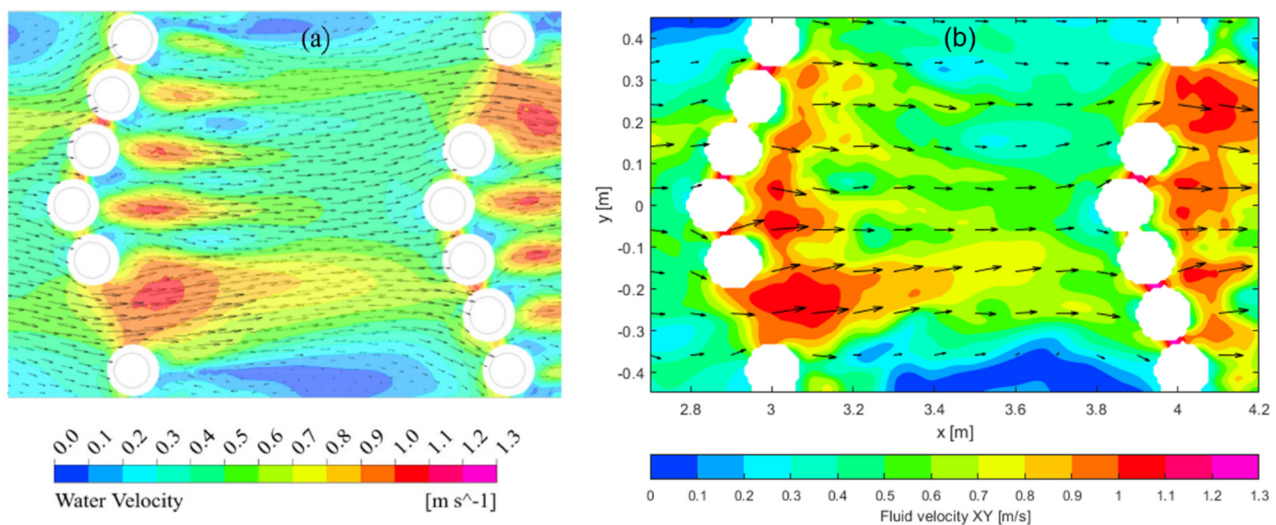 (a)
0.0 0.1 0.2 0.3 0.4 0.5 0.6 0.7 0.8 0.9 1.0 1.1 1.2 1.3
Water Velocity [m s^-1]
(b)
0.4
0.3
0.2
0.1
0
-0.1
-0.2
-0.3
-0.4
y [m]
2.8 3 3.2 3.4 3.6 3.8 4 4.2
x [m]
0 0.1 0.2 0.3 0.4 0.5 0.6 0.7 0.8 0.9 1 1.1 1.2 1.3
Fluid velocity XY [m/s]